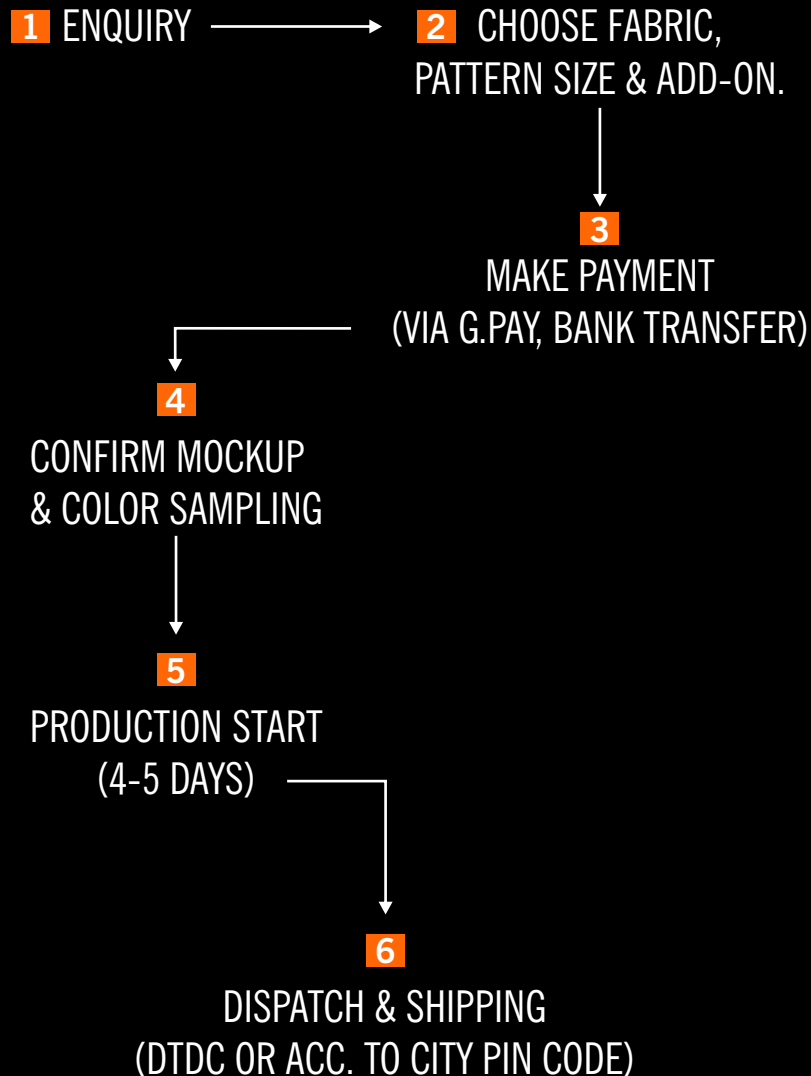 1 ENQUIRY
2 CHOOSE FABRIC,
PATTERN SIZE & ADD-ON.
3
MAKE PAYMENT
(VIA G.PAY, BANK TRANSFER)
4
CONFIRM MOCKUP
& COLOR SAMPLING
5
PRODUCTION START
(4-5 DAYS)
6
DISPATCH & SHIPPING
(DTDC OR ACC. TO CITY PIN CODE)